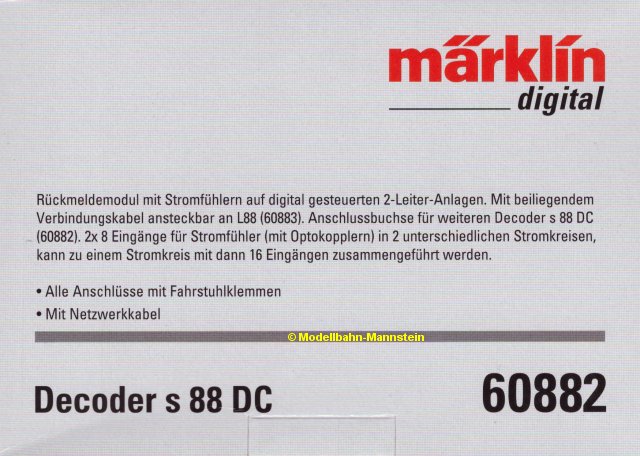 märklín
digital
Rückmeldemodul mit Stromfühlern auf digital gesteuerten 2-Leiter-Anlagen. Mit beiliegendem
Verbindungskabel ansteckbar an L88 (60883). Anschlussbuchse für weiteren Decoder s 88 DC
(60882). 2x 8 Eingänge für Stromfühler (mit Optokopplern) in 2 unterschiedlichen Stromkreisen,
kann zu einem Stromkreis mit dann 16 Eingängen zusammengeführt werden.
• Alle Anschlüsse mit Fahrstuhlklemmen
• Mit Netzwerkkabel
© Modellbahn-Mannstein
Decoder s 88 DC 60882